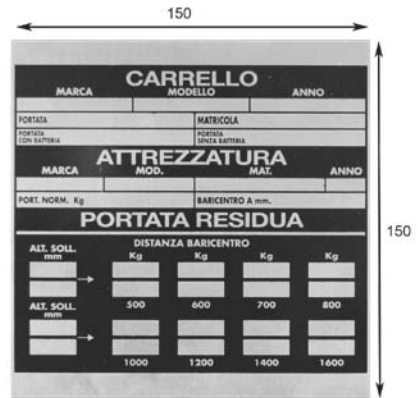 150
CARRELLO
MARCA MODELLO ANNO
PORTATA MATRICOLA
PORTATA CON BATTERIA PORTATA SENZA BATTERIA
ATTREZZATURA
MARCA MOD. MAT. ANNO
PORT. NORM. Kg BARICENTRO A mm.
PORTATA RESIDUA
DISTANZA BARICENTRO
ALT. SOLL. mm Kg Kg Kg Kg
500 600 700 800
ALT. SOLL. mm
1000 1200 1400 1600
150